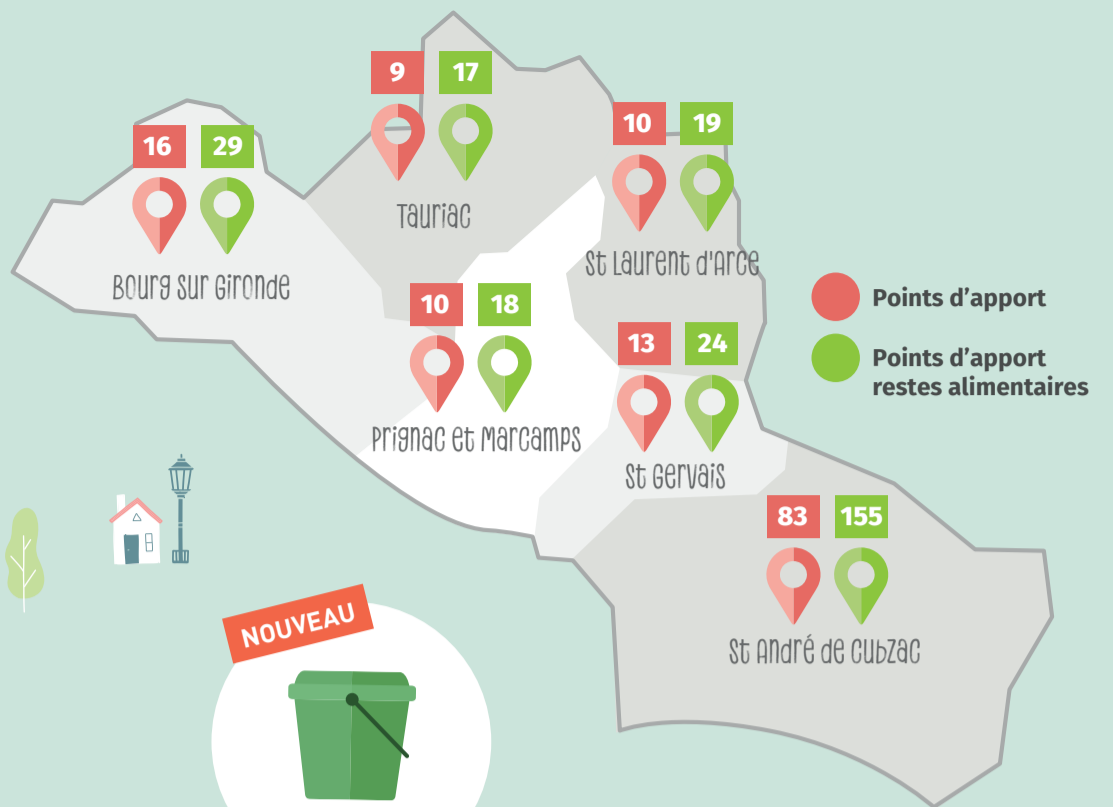 9 17
Tauriac
16 29
Bourg sur Gironde
10 19
St Laurent d'Arce
10 18
Prignac et Marcamps
13 24
St Gervais
83 155
St André de Cubzac
Points d’apport
Points d’apport
restes alimentaires
NOUVEAU